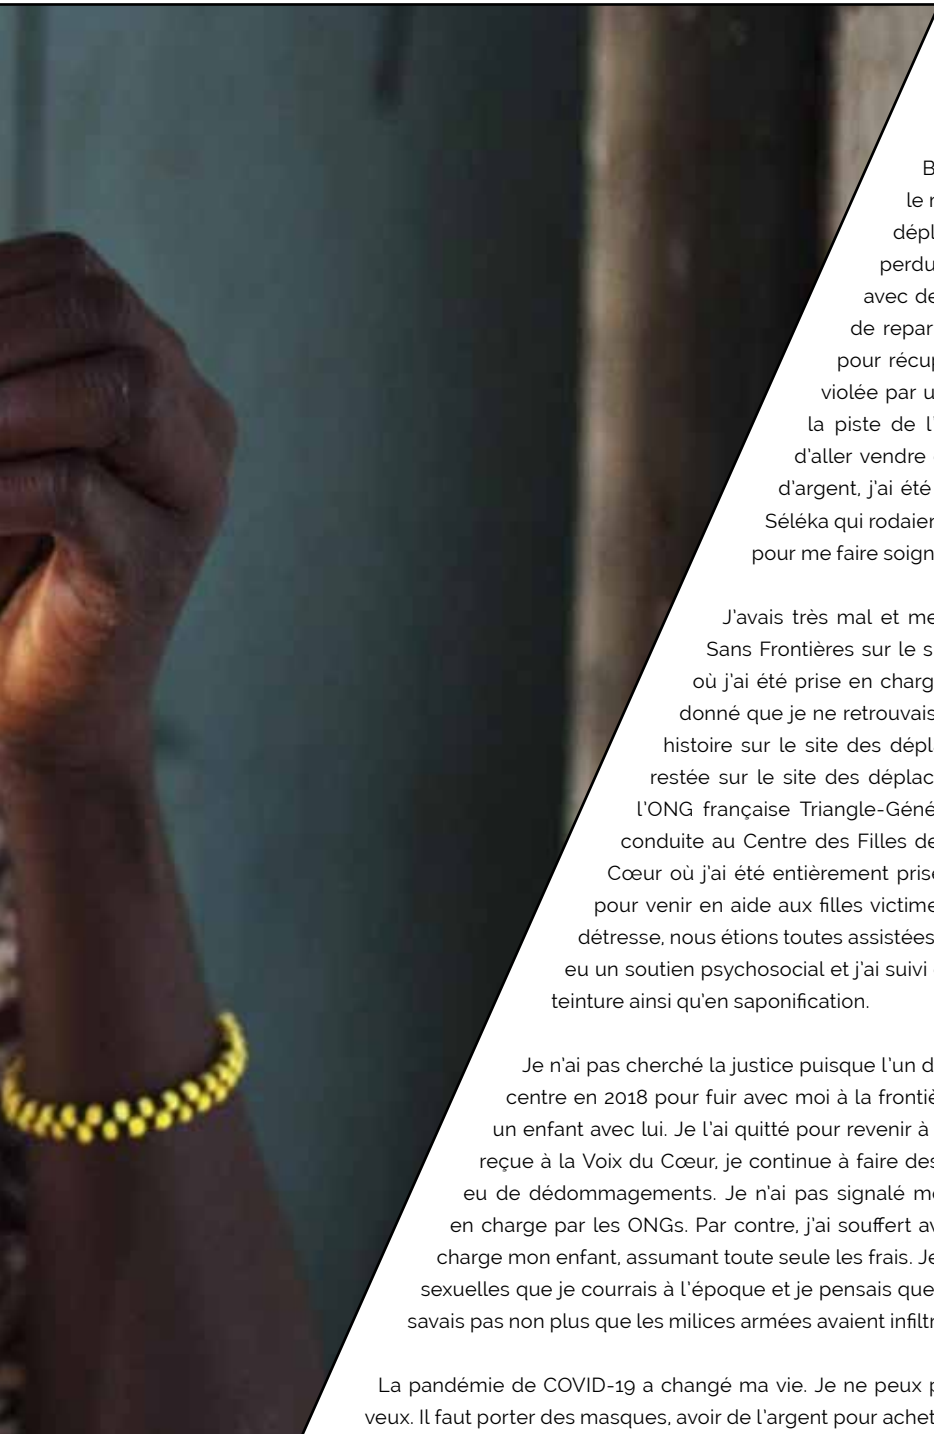 le
dépl
perdu
avec de
de repar
pour récup
violée par u
la piste de l'
d'aller vendre
d'argent, j'ai été
Séléka qui rodaien
pour me faire soign
J'avais très mal et me
Sans Frontières sur le s
où j'ai été prise en charg
donné que je ne retrouvais
histoire sur le site des dépl
restée sur le site des déplac
l'ONG française Triangle-Géné
conduite au Centre des Filles de
Cœur où j'ai été entièrement prise
pour venir en aide aux filles victime
détresse, nous étions toutes assistées
eu un soutien psychosocial et j'ai suivi
teinture ainsi qu'en saponification.
Je n'ai pas cherché la justice puisque l'un d
centre en 2018 pour fuir avec moi à la frontiè
un enfant avec lui. Je l'ai quitté pour revenir à
reçue à la Voix du Cœur, je continue à faire des
eu de dédommagements. Je n'ai pas signalé m
en charge par les ONGs. Par contre, j'ai souffert av
charge mon enfant, assumant toute seule les frais. Je
sexuelles que je courrais à l'époque et je pensais que
savais pas non plus que les milices armées avaient infiltr
La pandémie de COVID-19 a changé ma vie. Je ne peux p
veux. Il faut porter des masques, avoir de l'argent pour achet